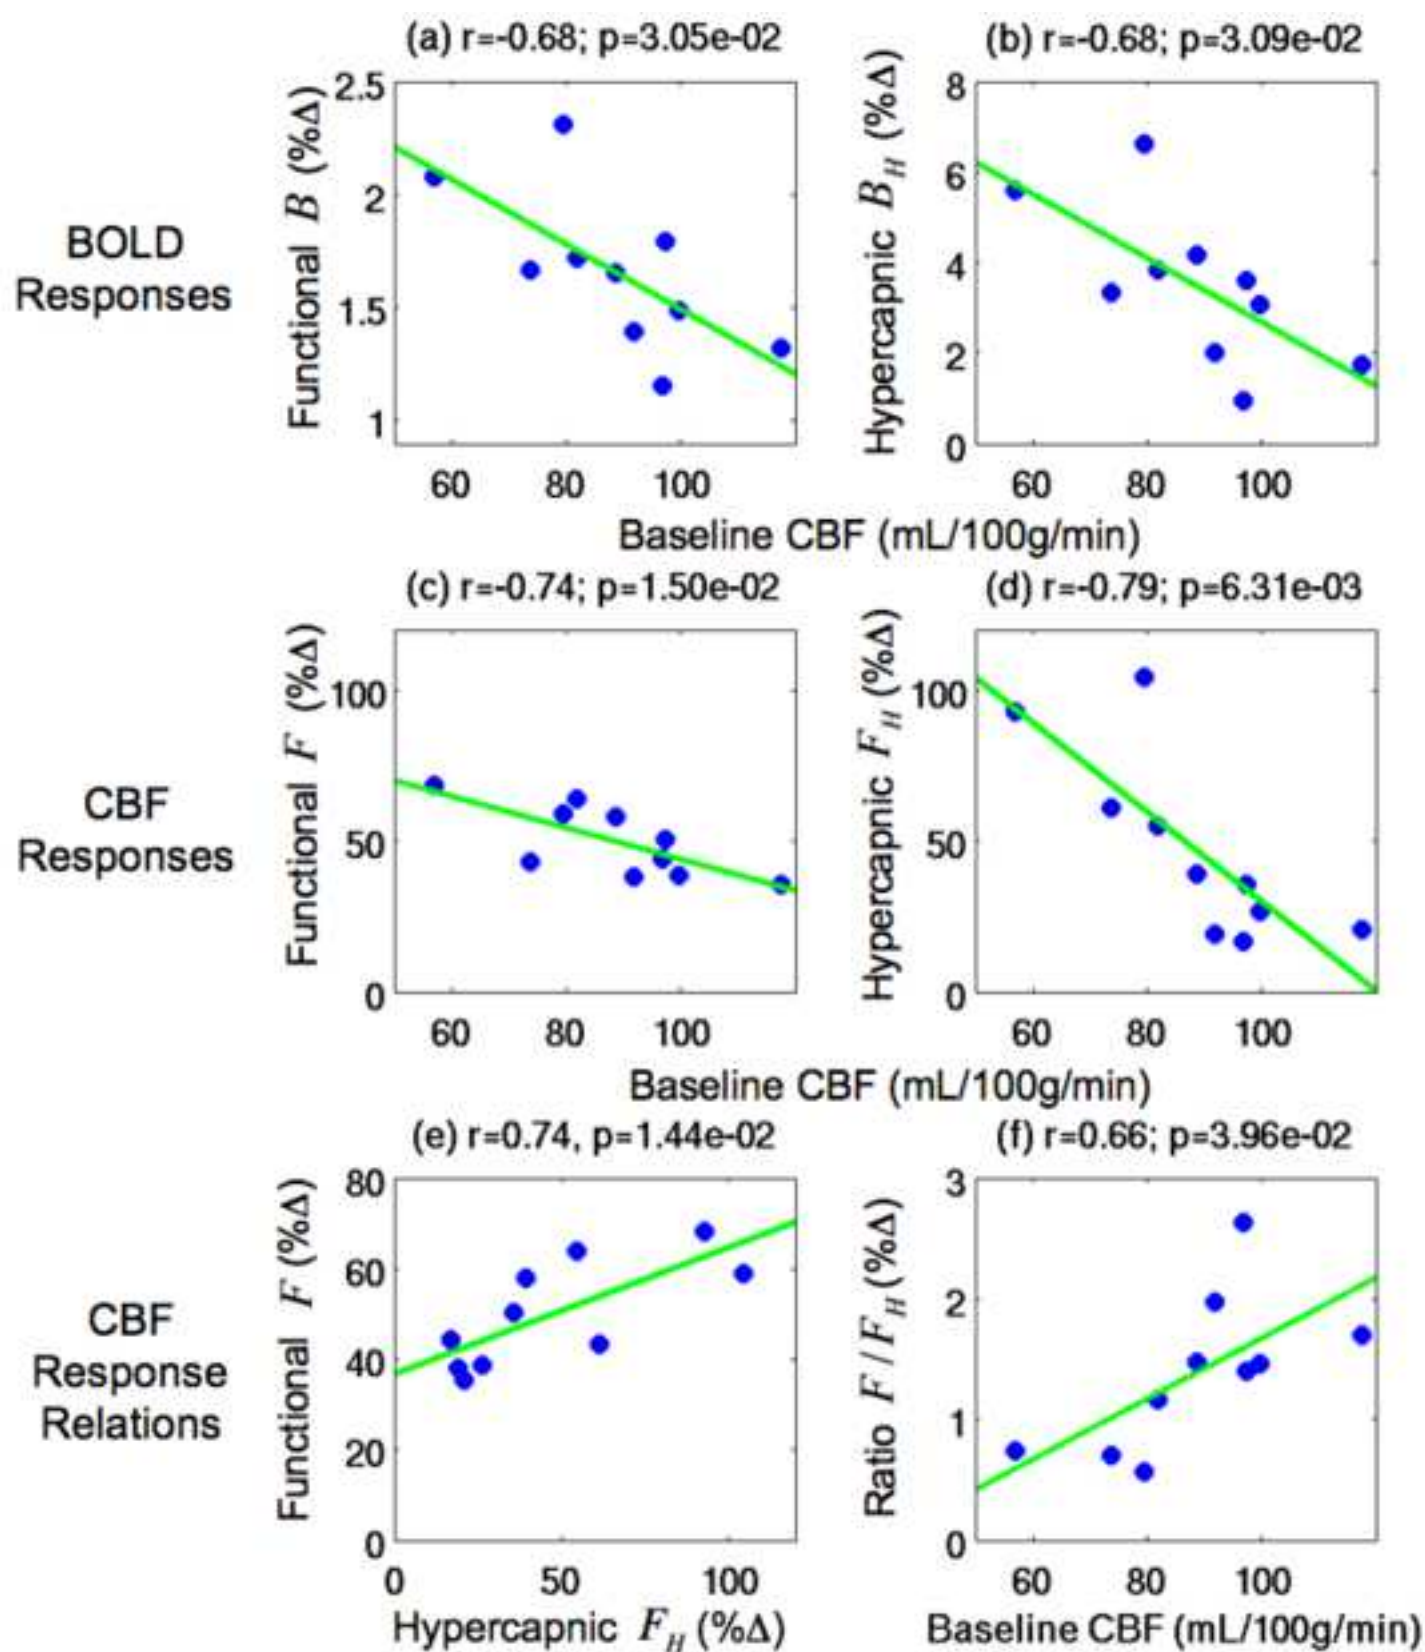 (a) r=-0.68; p=3.05e-02
(b) r=-0.68; p=3.09e-02
BOLD
Responses
Functional B (%Δ)
2.5
2
1.5
1
60 80 100
Hypercapnic B_H (%Δ)
8
6
4
2
0
60 80 100
Baseline CBF (mL/100g/min)
(c) r=-0.74; p=1.50e-02
(d) r=-0.79; p=6.31e-03
CBF
Responses
Functional F (%Δ)
100
50
0
60 80 100
Hypercapnic F_H (%Δ)
100
50
0
60 80 100
Baseline CBF (mL/100g/min)
(e) r=0.74, p=1.44e-02
(f) r=0.66; p=3.96e-02
CBF
Response
Relations
Functional F (%Δ)
80
60
40
20
0
0 50 100
Hypercapnic F_H (%Δ)
Ratio F / F_H (%Δ)
3
2
1
0
60 80 100
Baseline CBF (mL/100g/min)